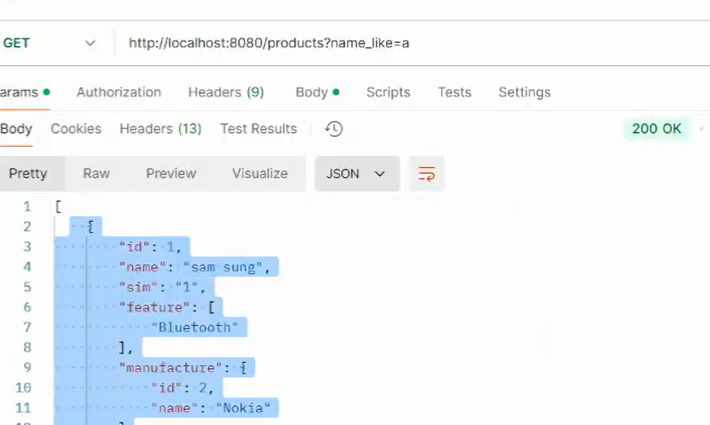 GET http://localhost:8080/products?name_like=a
arams Authorization Headers (9) Body Scripts Tests Settings
Body Cookies Headers (13) Test Results 200 OK
Pretty Raw Preview Visualize JSON
1 [
2 {
3 "id": 1,
4 "name": "sam sung",
5 "sim": "1",
6 "feature": [
7 "Bluetooth"
8 ],
9 "manufacture": {
10 "id": 2,
11 "name": "Nokia"